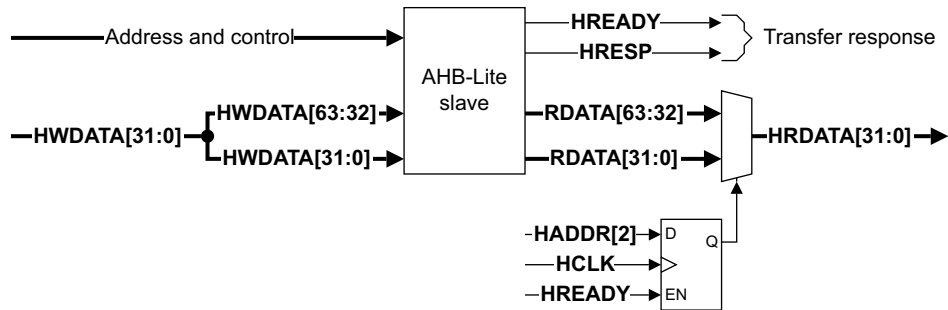 HREADY
Address and control
HRESP
Transfer response
AHB-Lite
slave
HWDATA[63:32]
RDATA[63:32]
HWDATA[31:0]
HRDATA[31:0]
HWDATA[31:0]
RDATA[31:0]
HADDR[2]
D
Q
HCLK
HREADY
EN